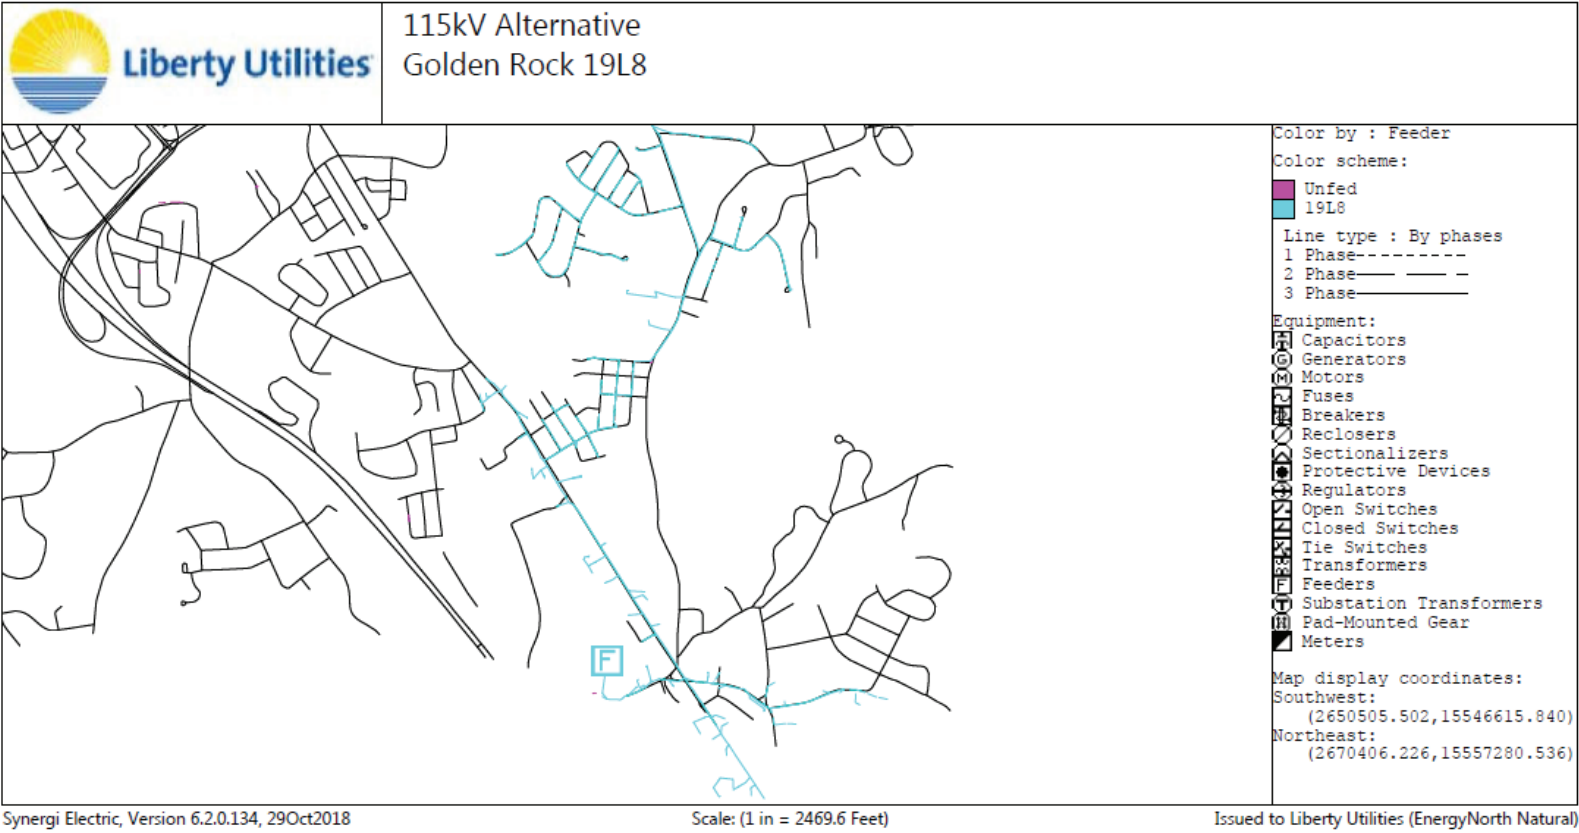 Liberty Utilities
115kV Alternative
Golden Rock 19L8
Color by : Feeder
Color scheme:
Unfed
19L8
Line type : By phases
1 Phase
2 Phase
3 Phase
Equipment:
Capacitors
G Generators
M Motors
Fuses
Breakers
Reclosers
Sectionalizers
Protective Devices
Regulators
Open Switches
Closed Switches
Tie Switches
Transformers
F Feeders
T Substation Transformers
Pad-Mounted Gear
Meters
Map display coordinates:
Southwest:
(2650505.502,15546615.840)
Northeast:
(2670406.226,15557280.536)
F
Synergi Electric, Version 6.2.0.134, 29Oct2018
Scale: (1 in = 2469.6 Feet)
Issued to Liberty Utilities (EnergyNorth Natural)